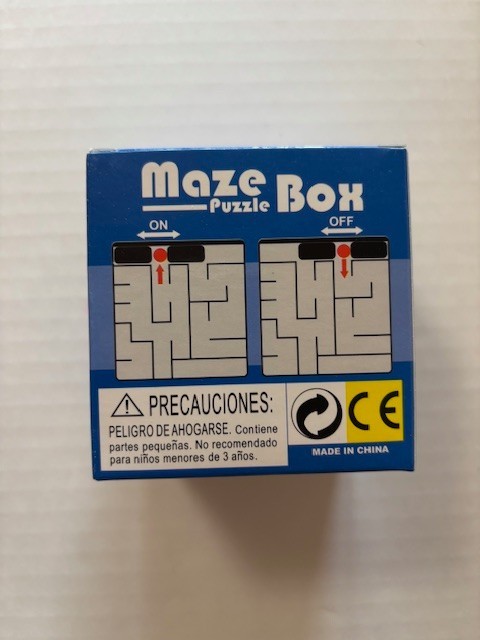 Maze
Puzzle Box
ON
OFF
PRECAUCIONES:
PELIGRO DE AHOGARSE. Contiene
partes pequeñas. No recomendado
para niños menores de 3 años.
CE
MADE IN CHINA